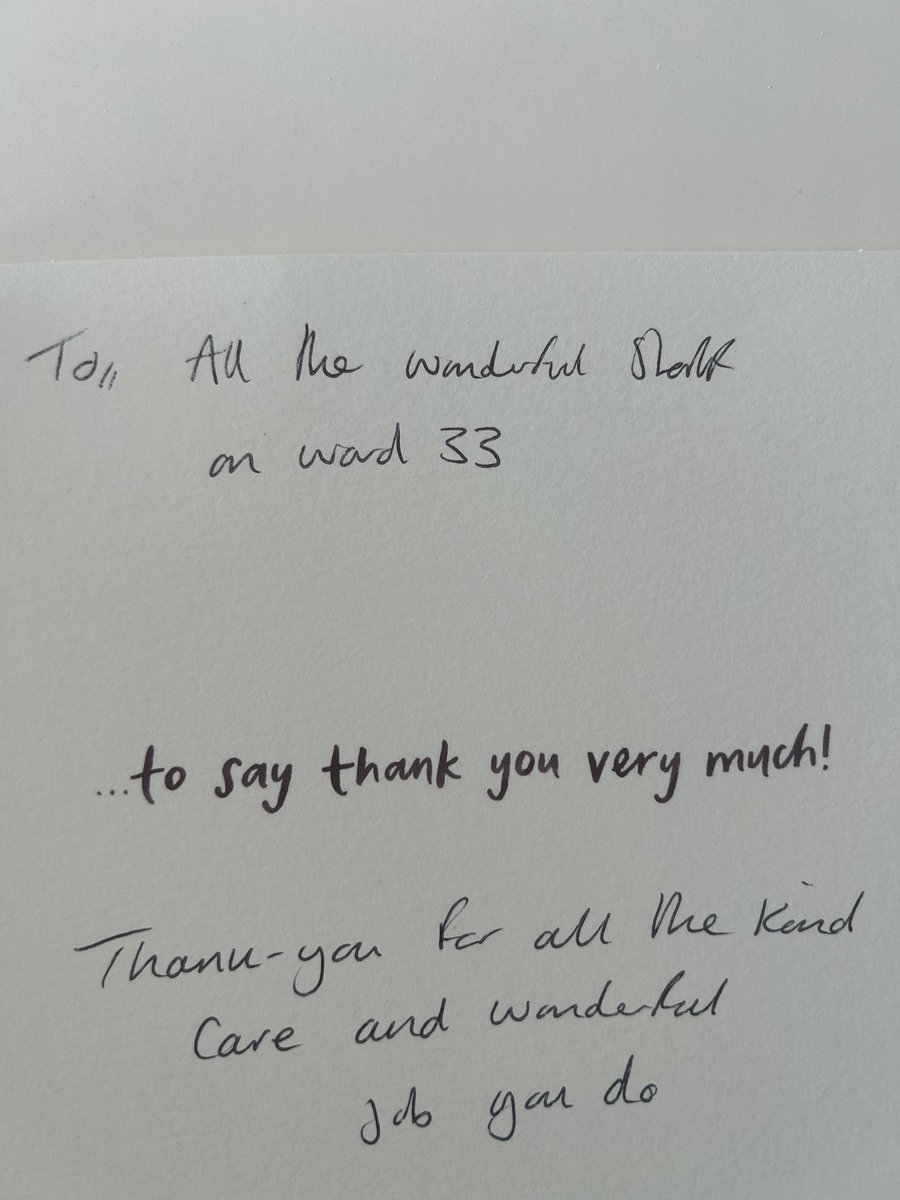 To,, All the wonderful Staff
on ward 33
...to say thank you very much!
Thank-you for all the kind
Care and wonderful
job you do